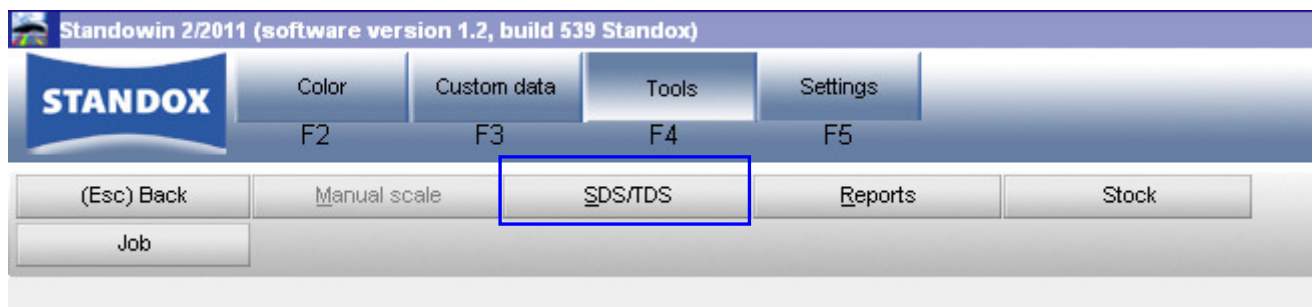 Standowin 2/2011 (software version 1.2, build 539 Standox)
STANDOX
Color Custom data Tools Settings
F2 F3 F4 F5
(Esc) Back Manual scale SDS/TDS Reports Stock
Job